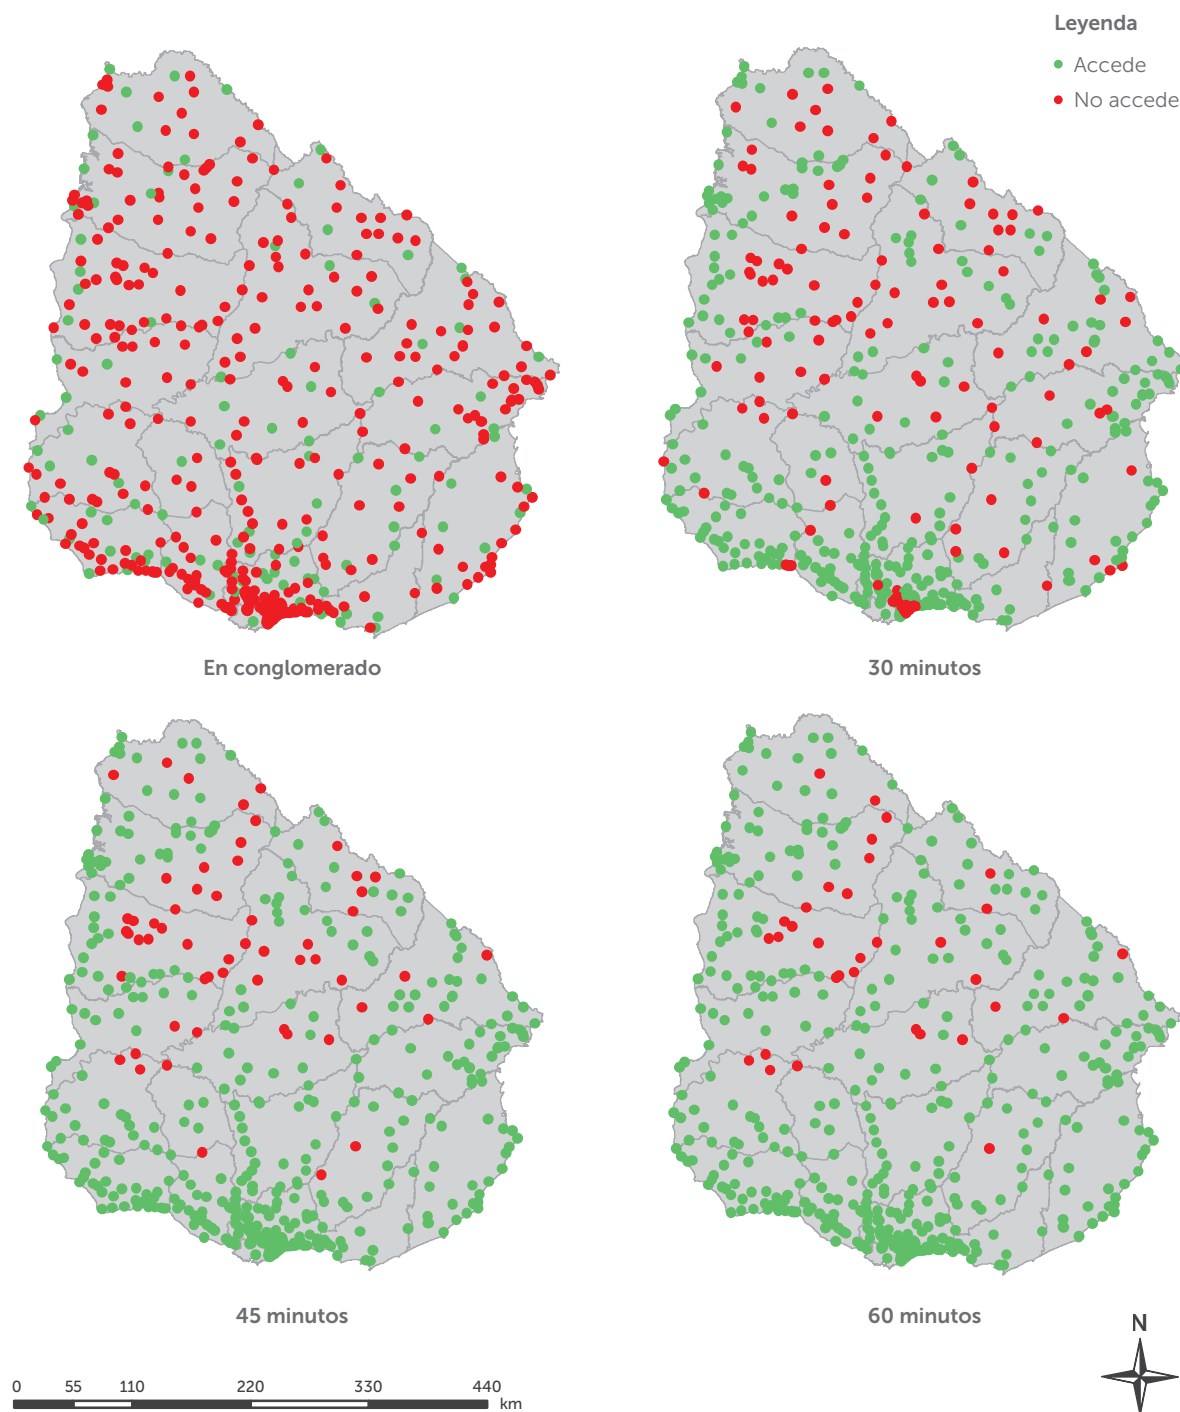 Leyenda
Accede
No accede
En conglomerado
30 minutos
45 minutos
60 minutos
N
0 55 110 220 330 440
km